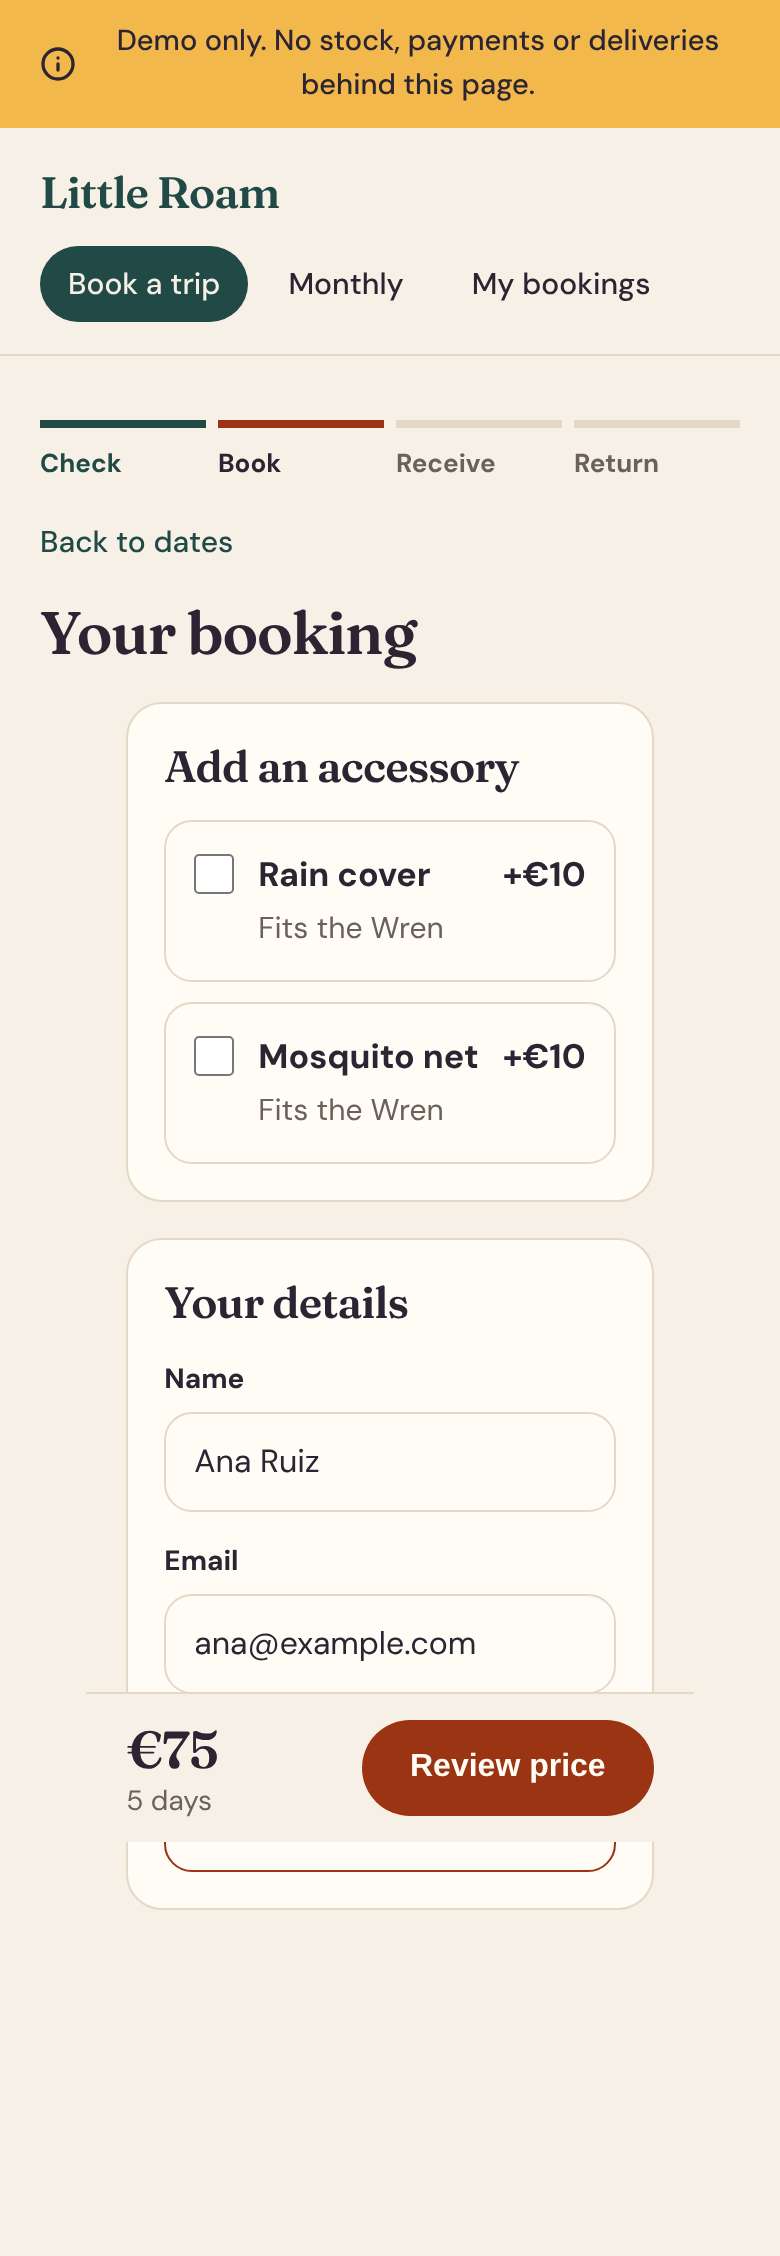 Demo only. No stock, payments or deliveries
behind this page.
Little Roam
Book a trip
Monthly
My bookings
Check
Book
Receive
Return
Back to dates
Your booking
Add an accessory
Rain cover +€10
Fits the Wren
Mosquito net +€10
Fits the Wren
Your details
Name
Ana Ruiz
Email
ana@example.com
€75
5 days
Review price